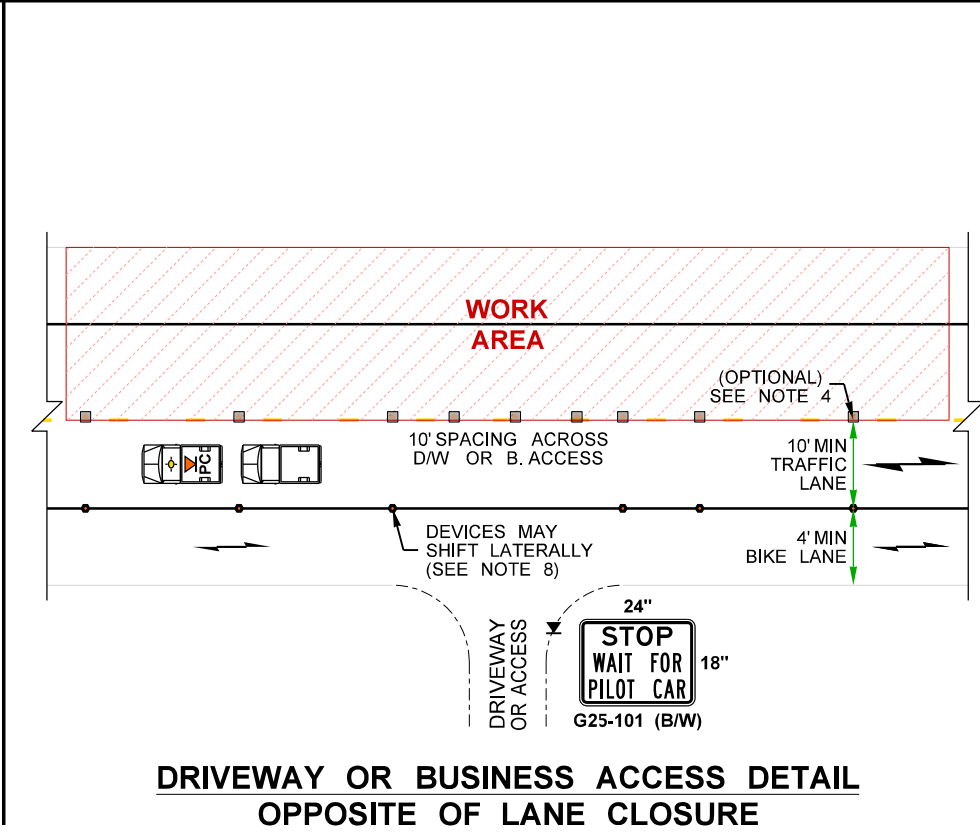 WORK
AREA
(OPTIONAL)
SEE NOTE 4
10' SPACING ACROSS
D/W OR B. ACCESS
10' MIN
TRAFFIC
LANE
PC
DEVICES MAY
SHIFT LATERALLY
(SEE NOTE 8)
4' MIN
BIKE LANE
DRIVEWAY
OR ACCESS
24"
STOP
WAIT FOR
PILOT CAR
18"
G25-101 (B/W)
DRIVEWAY OR BUSINESS ACCESS DETAIL
OPPOSITE OF LANE CLOSURE